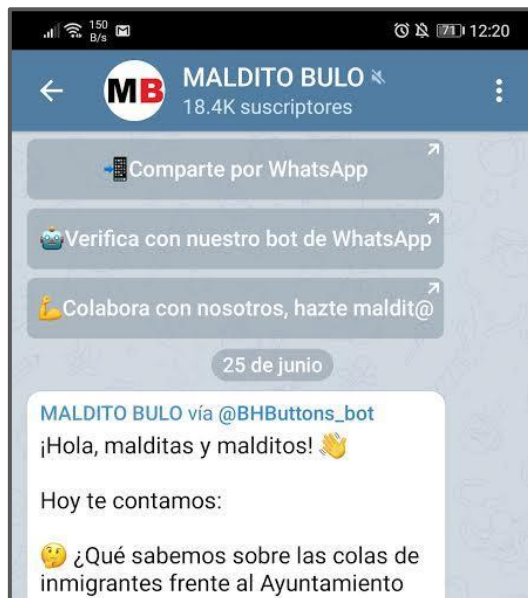 150
B/s
71 12:20
MB
MALDITO BULO
18.4K suscriptores
Comparte por WhatsApp
Verifica con nuestro bot de WhatsApp
Colabora con nosotros, hazte maldit@
25 de junio
MALDITO BULO vía @BHButtons_bot
¡Hola, malditas y malditos! 👋
Hoy te contamos:
🤔 ¿Qué sabemos sobre las colas de
inmigrantes frente al Ayuntamiento